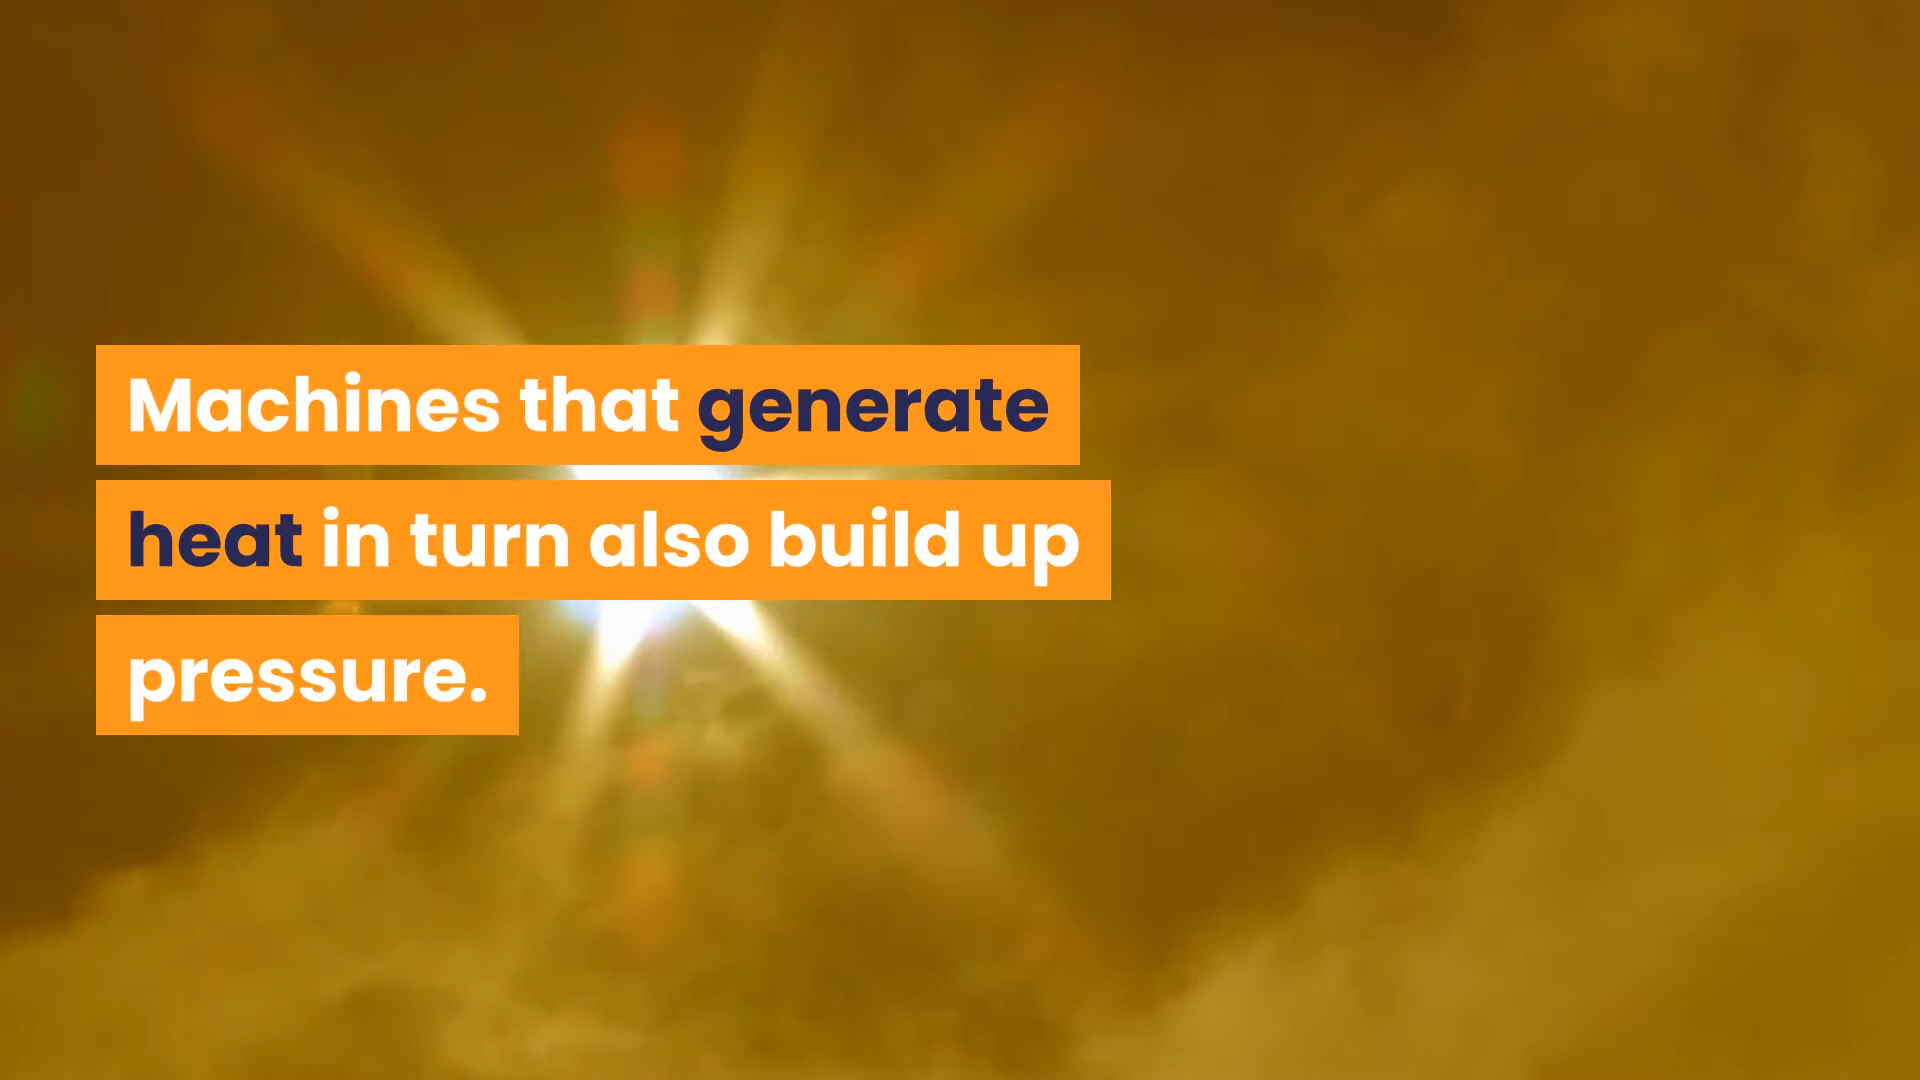 Machines that generate
heat in turn also build up
pressure.